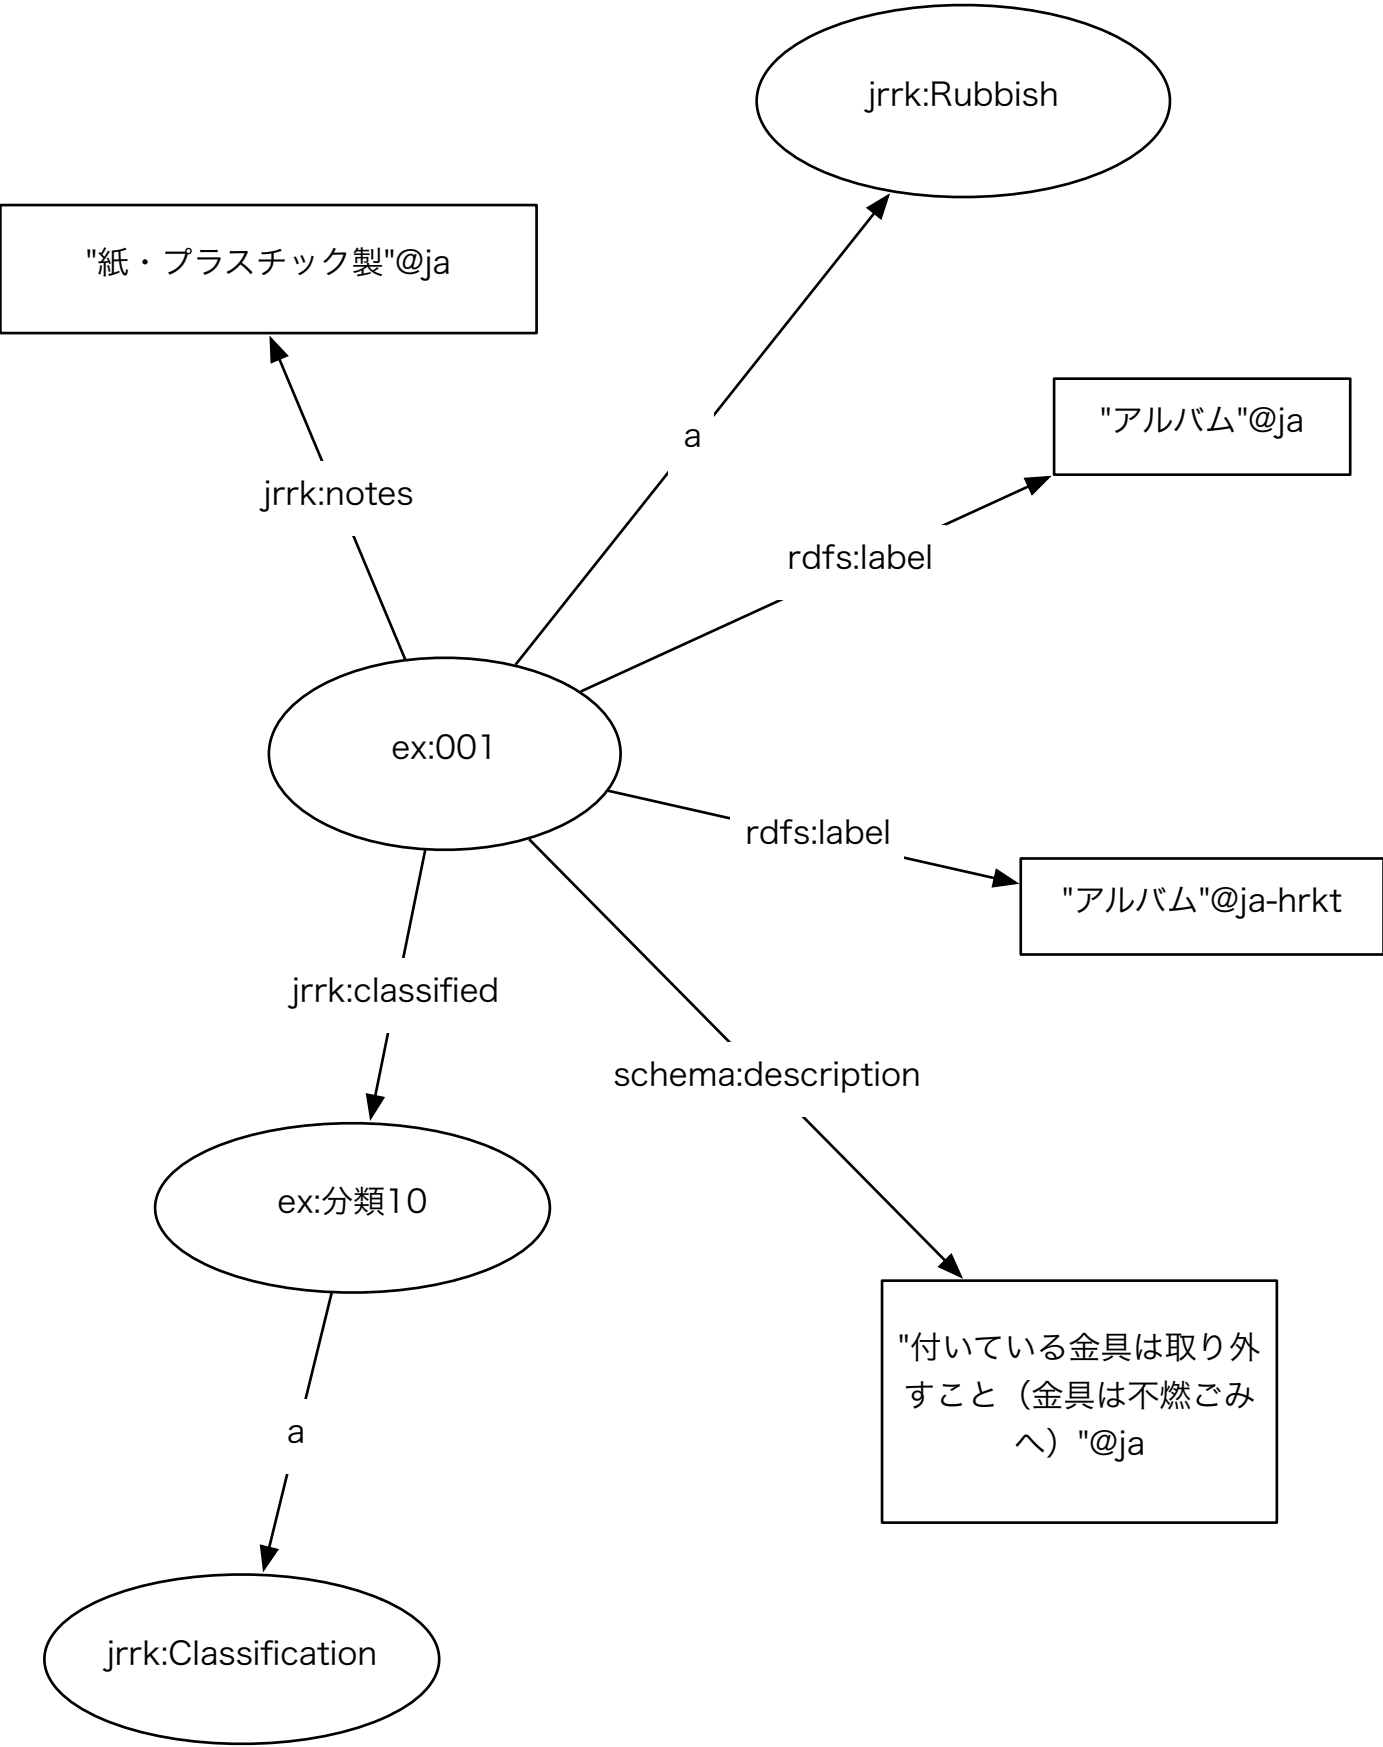 jrrk:Rubbish
"紙・プラスチック製"@ja
"アルバム"@ja
a
jrrk:notes
rdfs:label
ex:001
rdfs:label
"アルバム"@ja-hrkt
jrrk:classified
schema:description
ex:分類10
"付いている金具は取り外
すこと（金具は不燃ごみ
へ）"@ja
a
jrrk:Classification